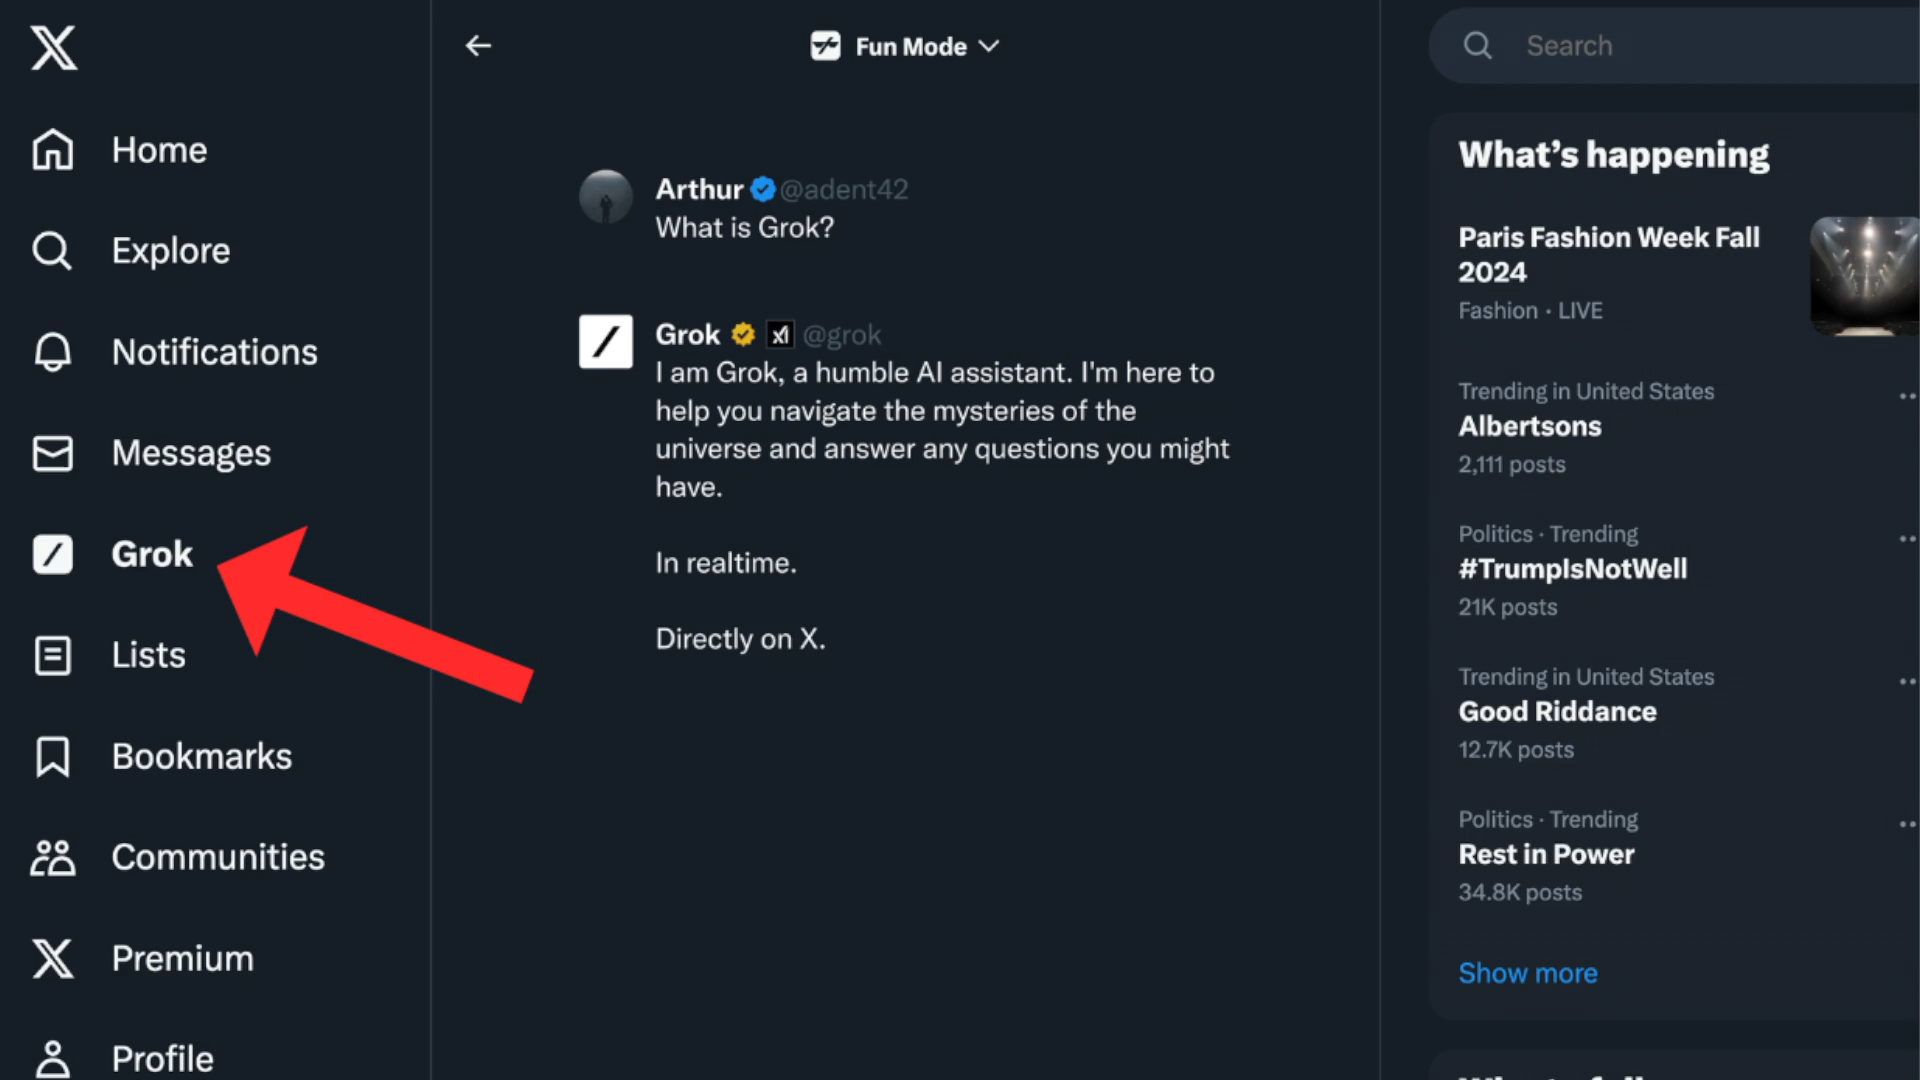 Home
Explore
Notifications
Messages
Grok
Lists
Bookmarks
Communities
Premium
Profile
Fun Mode
Arthur @adent42
What is Grok?
Grok xI @grok
I am Grok, a humble AI assistant. I'm here to
help you navigate the mysteries of the
universe and answer any questions you might
have.
In realtime.
Directly on X.
Search
What's happening
Paris Fashion Week Fall
2024
Fashion · LIVE
Trending in United States
Albertsons
2,111 posts
Politics · Trending
#TrumpIsNotWell
21K posts
Trending in United States
Good Riddance
12.7K posts
Politics · Trending
Rest in Power
34.8K posts
Show more